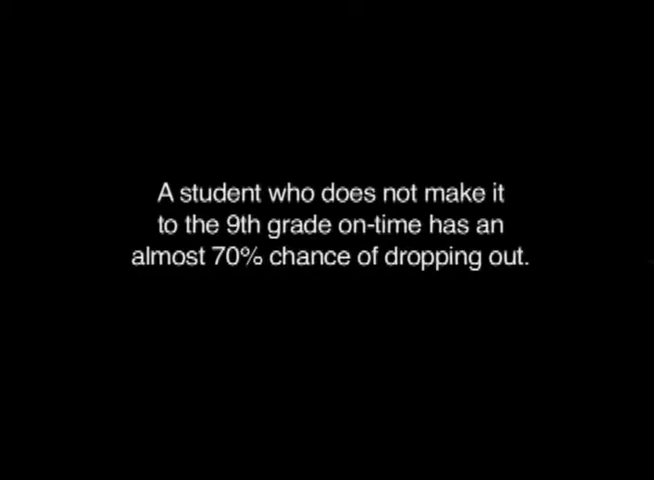 A student who does not make it
to the 9th grade on-time has an
almost 70% chance of dropping out.